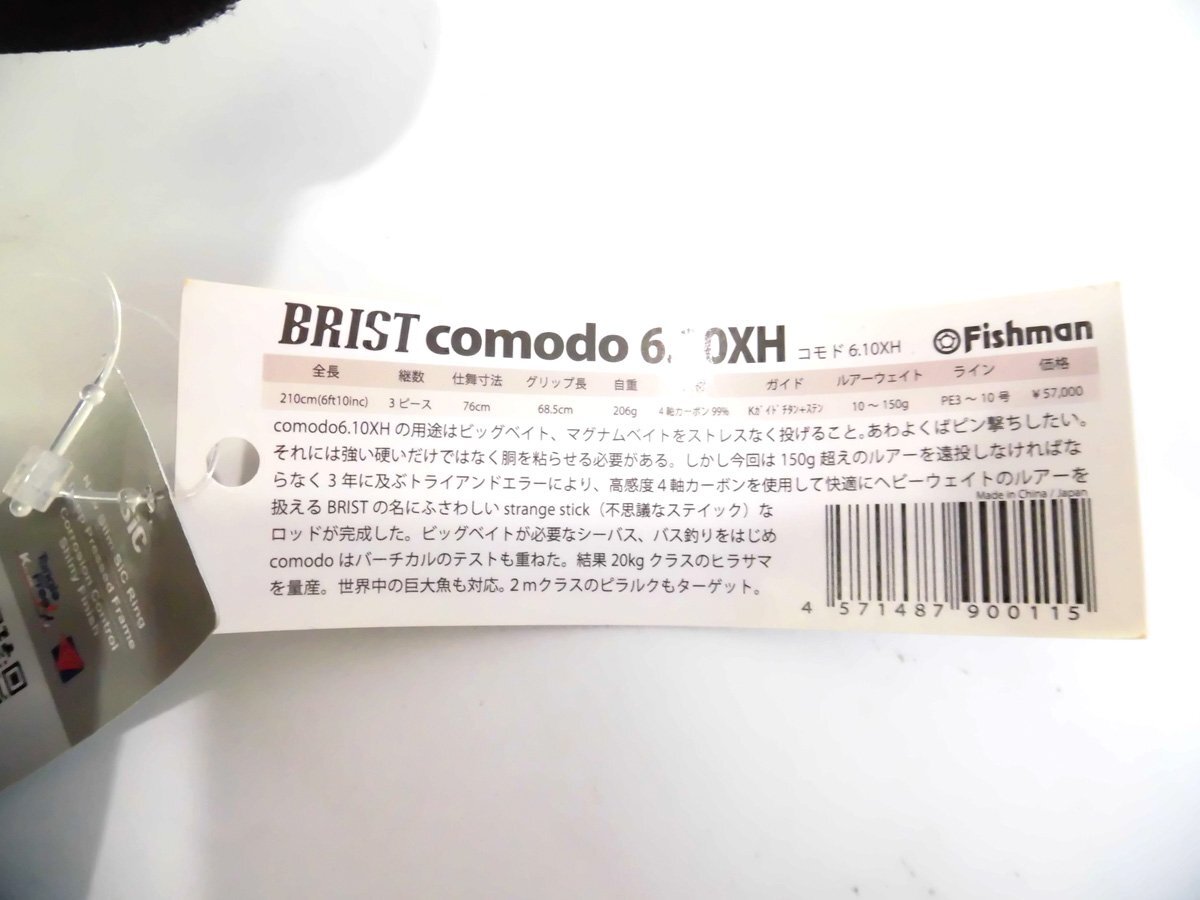 BRIST comodo 6.10XH コモド 6.10XH Fishman
全長 継数 仕舞寸法 グリップ長 自重 ガイド ルアーウェイト ライン 価格
210cm(6ft10inc) 3 ピース 76cm 68.5cm 206g 4 軸カーボン 99% Kガイド チタン+ステン 10 ～ 150g PE3 ～ 10 号 ¥57,000
comodo6.10XH の用途はビッグベイト、マグナムベイトをストレスなく投げること。あわよくばピン撃ちしたい。
それには強い硬いだけではなく胴を粘らせる必要がある。しかし今回は 150g 超えのルアーを遠投しなければな
らなく 3 年に及ぶトライアンドエラーにより、高感度 4 軸カーボンを使用して快適にヘビーウェイトのルアーを
扱える BRIST の名にふさわしい strange stick（不思議なステイック）な
ロッドが完成した。ビッグベイトが必要なシーバス、バス釣りをはじめ
comodo はバーチカルのテストも重ねた。結果 20kg クラスのヒラサマ
を量産。世界中の巨大魚も対応。2 mクラスのピラルクもターゲット。
Made in China / Japan
4 571487 900115
SiC
SiC Ring
Pressed Frame
Corrosion Control
Shiny Finish